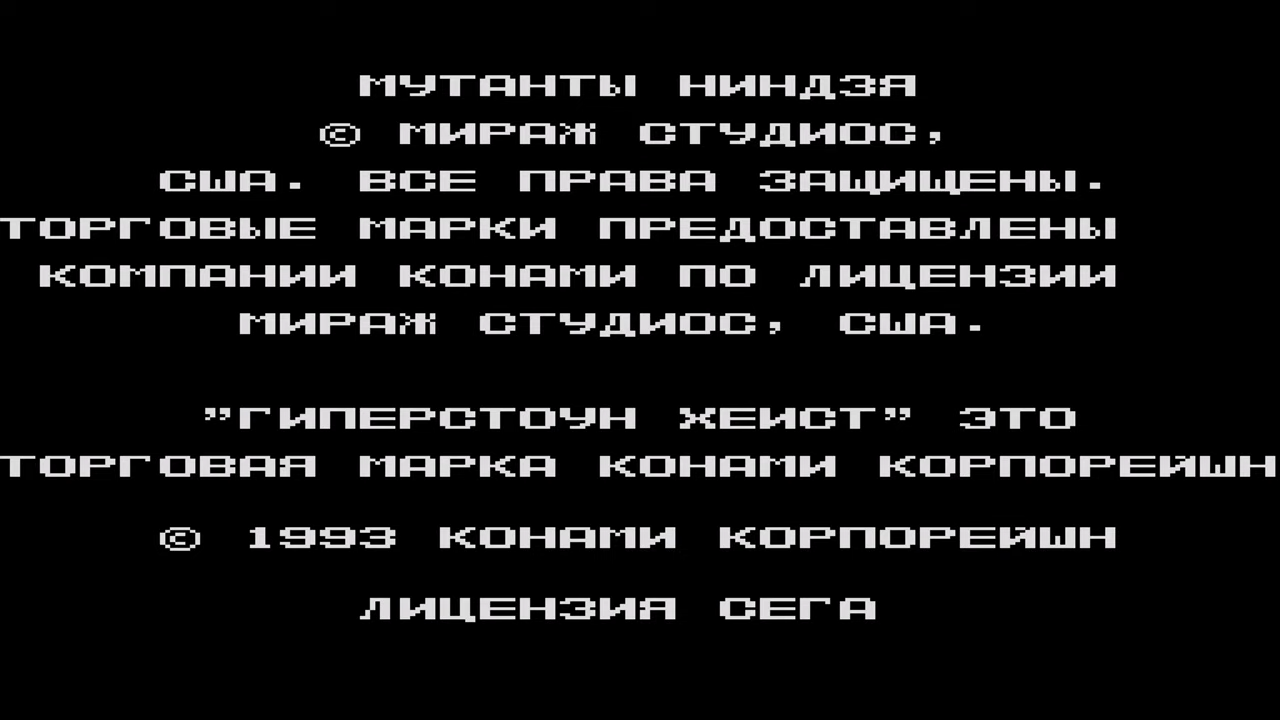 МУТАНТЫ НИНДЗЯ
© МИРАЖ СТУДИОС,
США. ВСЕ ПРАВА ЗАЩИЩЕНЫ.
ТОРГОВЫЕ МАРКИ ПРЕДОСТАВЛЕНЫ
КОМПАНИИ КОНАМИ ПО ЛИЦЕНЗИИ
МИРАЖ СТУДИОС, США.
"ГИПЕРСТОУН ХЕИСТ" ЭТО
ТОРГОВАЯ МАРКА КОНАМИ КОРПОРЕЙШН
© 1993 КОНАМИ КОРПОРЕЙШН
ЛИЦЕНЗИЯ СЕГА